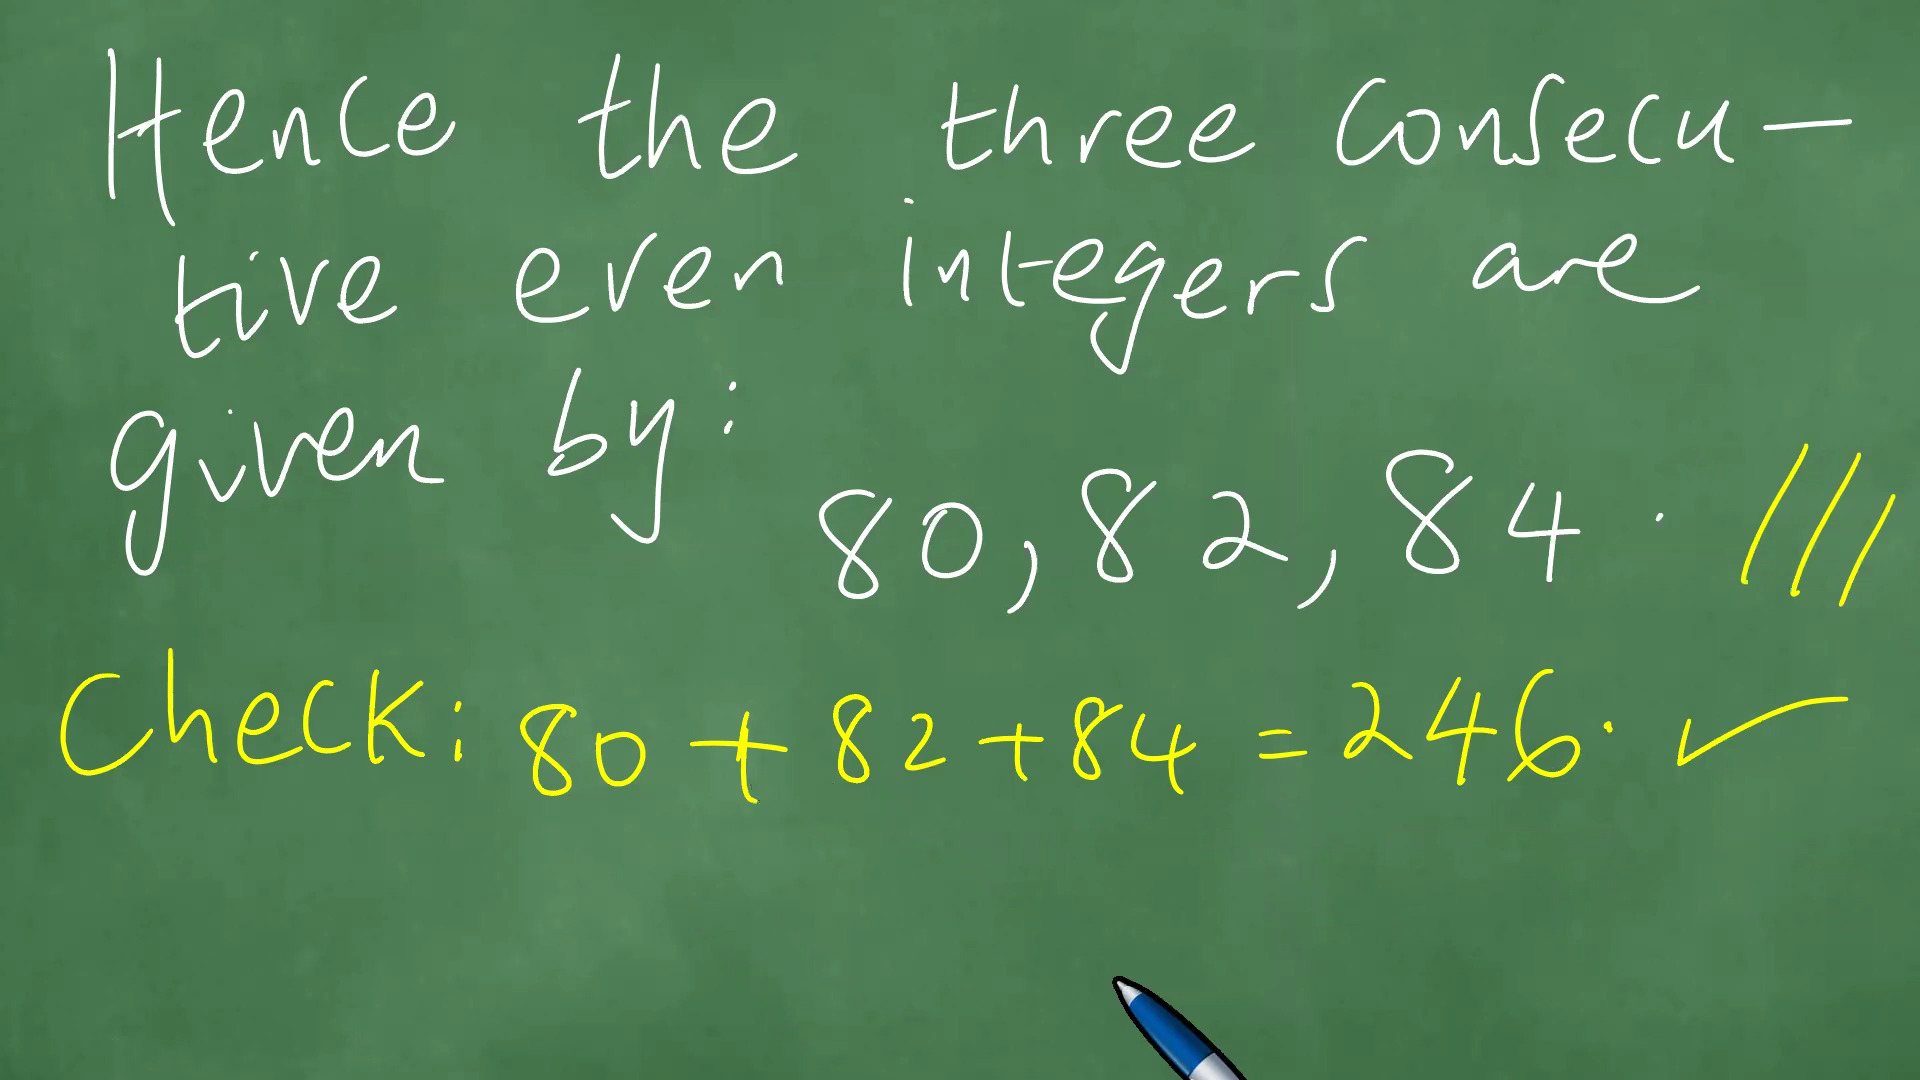 Hence the three consecu-
tive even integers are
given by:
80, 82, 84.
Check: 80 + 82 + 84 = 246. ✓